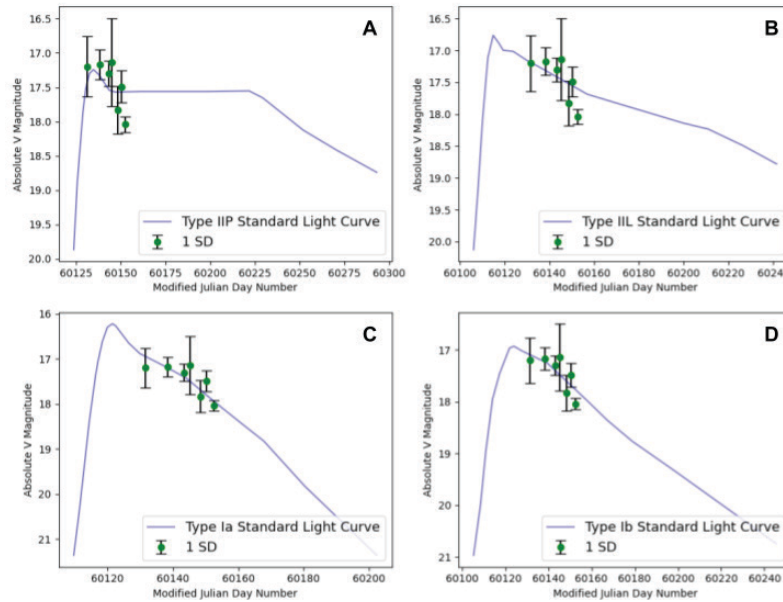 A
16.5
17.0
17.5
18.0
18.5
19.0
19.5
20.0
Absolute V Magnitude
Type IIP Standard Light Curve
1 SD
60125 60150 60175 60200 60225 60250 60275 60300
Modified Julian Day Number
B
16.5
17.0
17.5
18.0
18.5
19.0
19.5
20.0
Absolute V Magnitude
Type IIL Standard Light Curve
1 SD
60100 60120 60140 60160 60180 60200 60220 6024
Modified Julian Day Number
C
16
17
18
19
20
21
Absolute V Magnitude
Type Ia Standard Light Curve
1 SD
60120 60140 60160 60180 60200
Modified Julian Day Number
D
17
18
19
20
21
Absolute V Magnitude
Type Ib Standard Light Curve
1 SD
60100 60120 60140 60160 60180 60200 60220 60240
Modified Julian Day Number